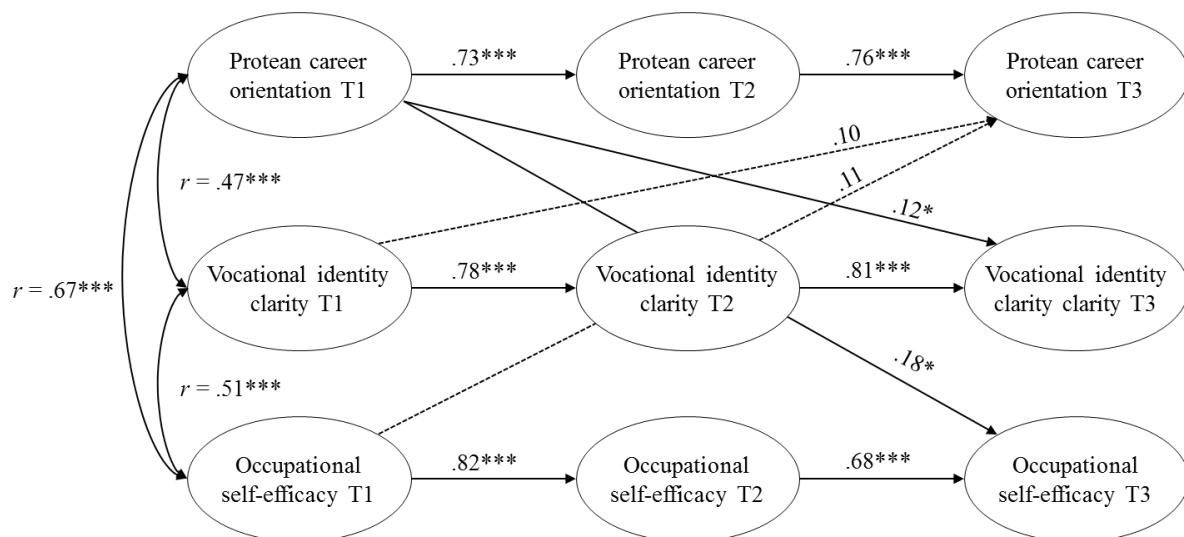 Protean career
orientation T1
.73***
Protean career
orientation T2
.76***
Protean career
orientation T3
.10
.11
.12*
r = .47***
r = .67***
Vocational identity
clarity T1
.78***
Vocational identity
clarity T2
.81***
Vocational identity
clarity clarity T3
r = .51***
.18*
Occupational
self-efficacy T1
.82***
Occupational
self-efficacy T2
.68***
Occupational
self-efficacy T3